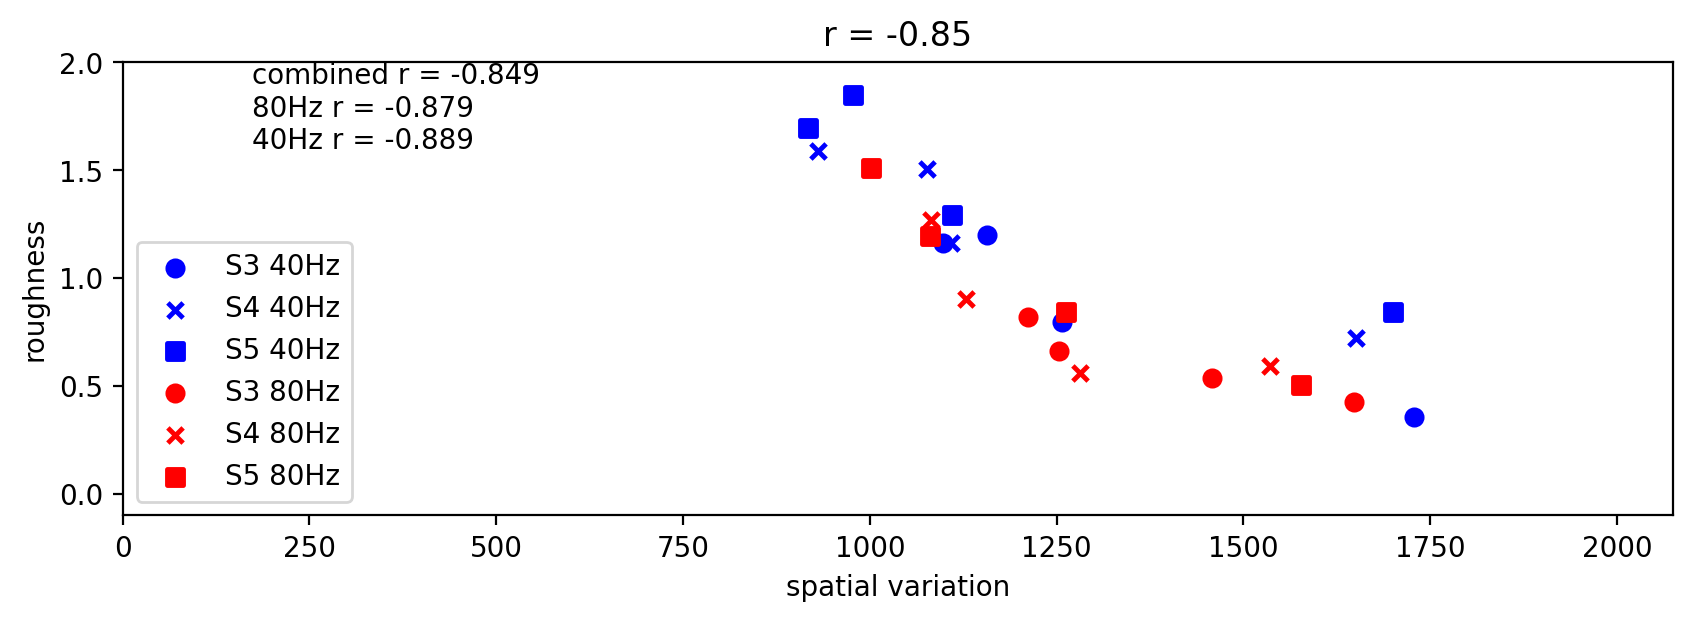 r = -0.85
combined r = -0.849
80Hz r = -0.879
40Hz r = -0.889
2.0
1.5
1.0
0.5
0.0
roughness
S3 40Hz
S4 40Hz
S5 40Hz
S3 80Hz
S4 80Hz
S5 80Hz
0 250 500 750 1000 1250 1500 1750 2000
spatial variation